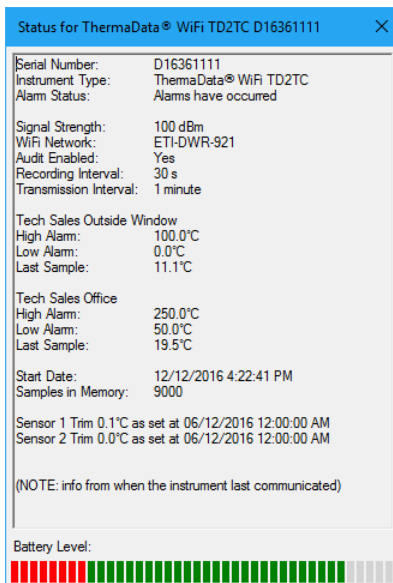 Status for ThermaData® WiFi TD2TC D16361111
Serial Number: D16361111
Instrument Type: ThermaData® WiFi TD2TC
Alarm Status: Alarms have occurred
Signal Strength: 100 dBm
WiFi Network: ETI-DWR-921
Audit Enabled: Yes
Recording Interval: 30 s
Transmission Interval: 1 minute
Tech Sales Outside Window
High Alarm: 100.0°C
Low Alarm: 0.0°C
Last Sample: 11.1°C
Tech Sales Office
High Alarm: 250.0°C
Low Alarm: 50.0°C
Last Sample: 19.5°C
Start Date: 12/12/2016 4:22:41 PM
Samples in Memory: 9000
Sensor 1 Trim 0.1°C as set at 06/12/2016 12:00:00 AM
Sensor 2 Trim 0.0°C as set at 06/12/2016 12:00:00 AM
(NOTE: info from when the instrument last communicated)
Battery Level: